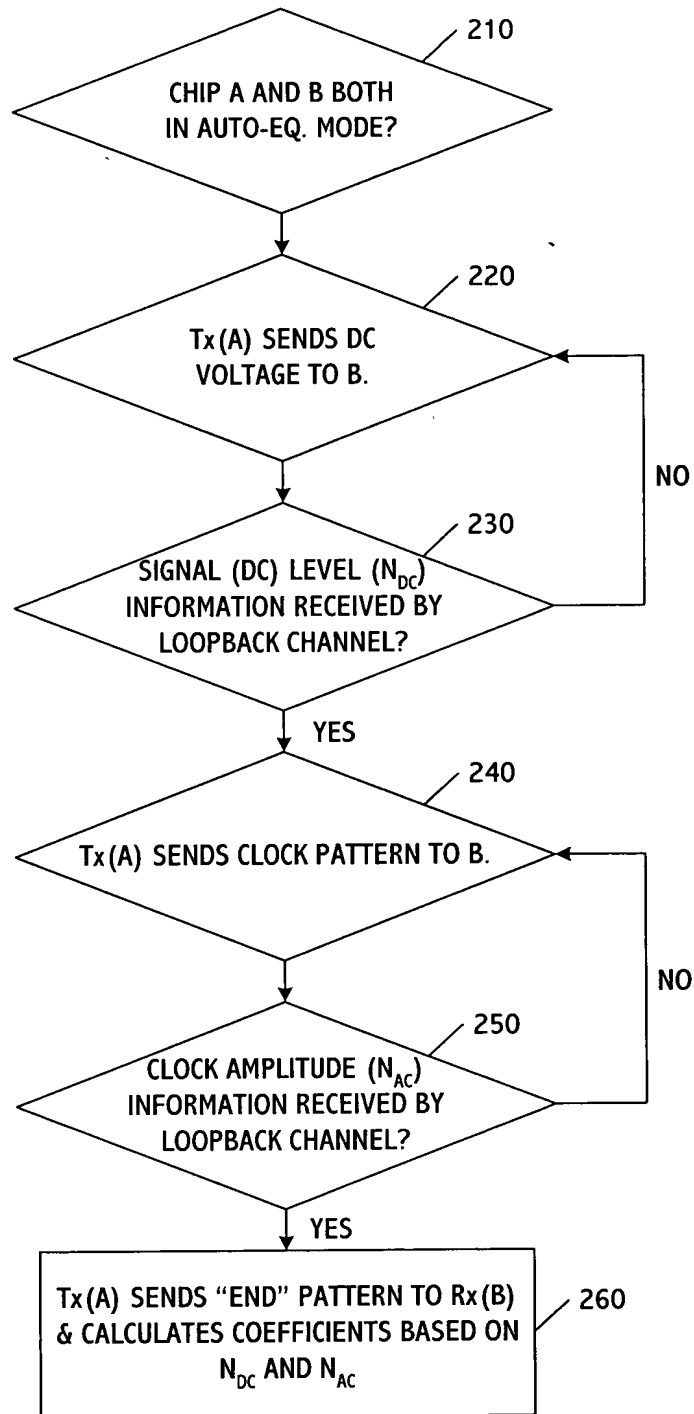 210
CHIP A AND B BOTH
IN AUTO-EQ. MODE?
220
Tx(A) SENDS DC
VOLTAGE TO B.
NO
230
SIGNAL (DC) LEVEL (N_DC)
INFORMATION RECEIVED BY
LOOPBACK CHANNEL?
YES
240
Tx(A) SENDS CLOCK PATTERN TO B.
NO
250
CLOCK AMPLITUDE (N_AC)
INFORMATION RECEIVED BY
LOOPBACK CHANNEL?
YES
Tx(A) SENDS “END” PATTERN TO Rx(B)
& CALCULATES COEFFICIENTS BASED ON
N_DC AND N_AC
260